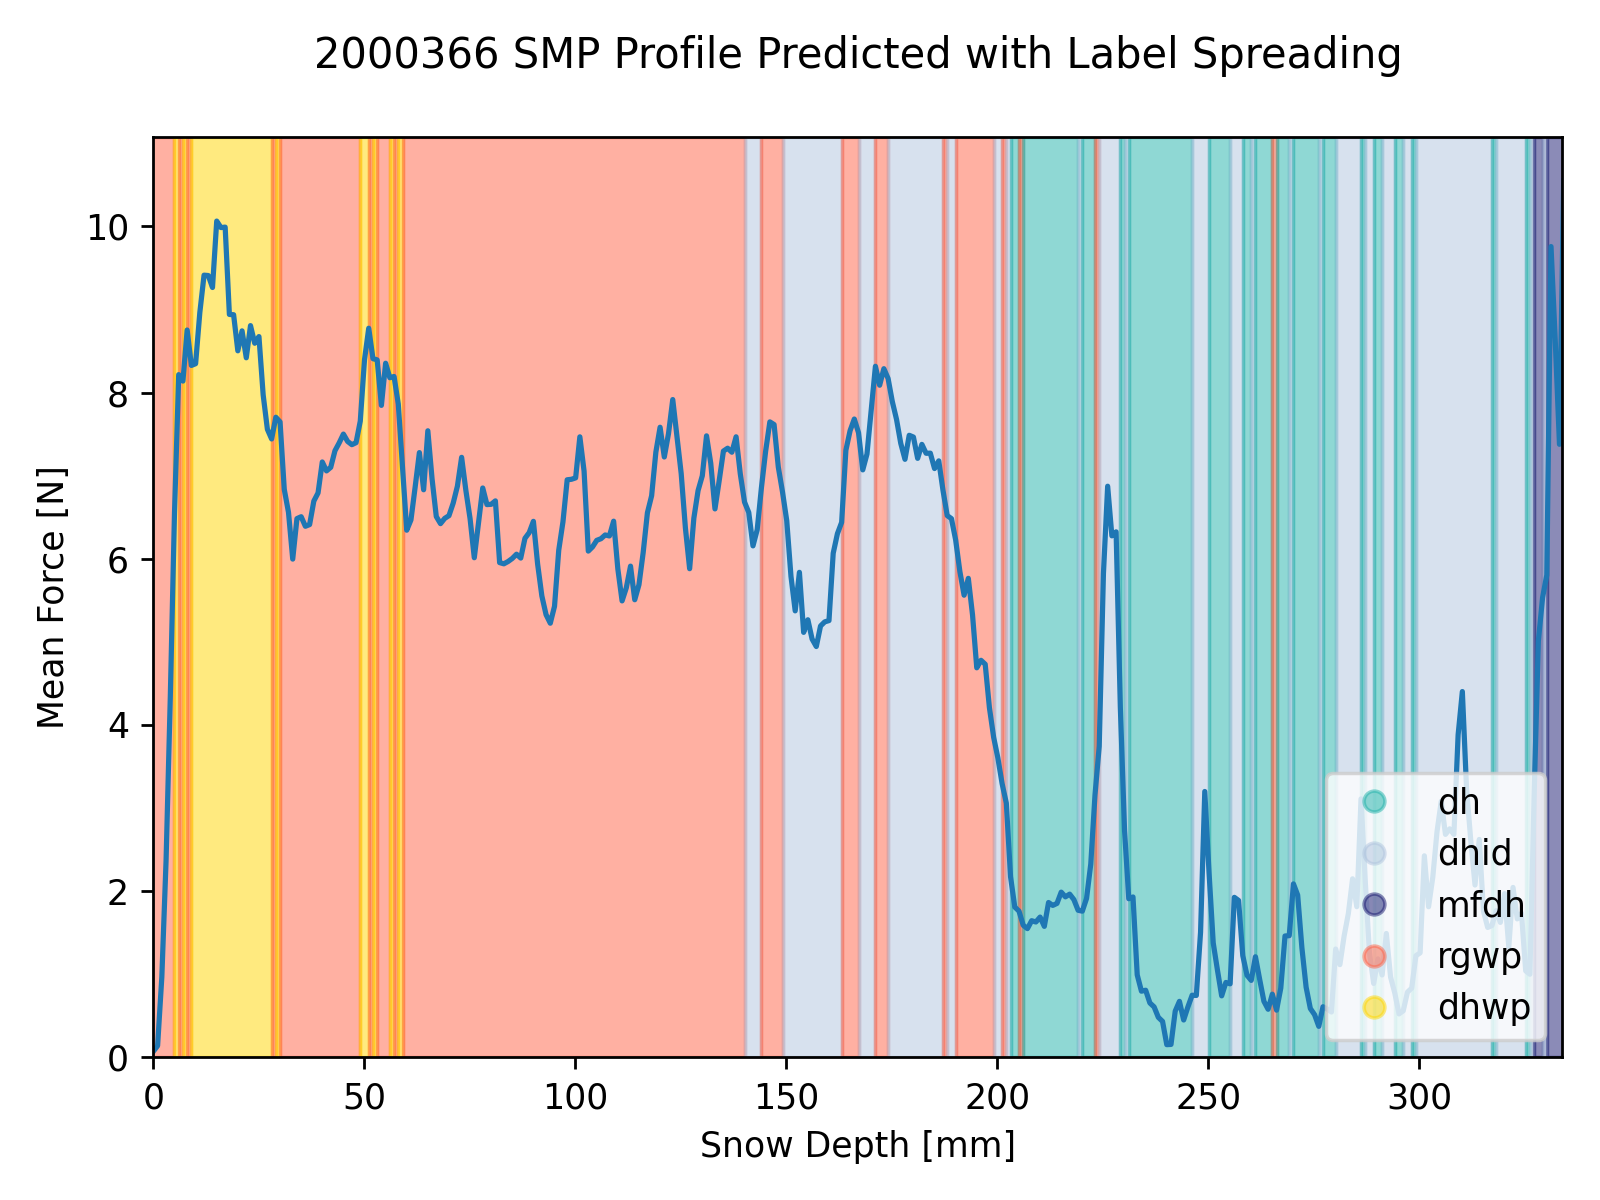 2000366 SMP Profile Predicted with Label Spreading
Mean Force [N]
10
8
6
4
2
0
0 50 100 150 200 250 300
Snow Depth [mm]
dh
dhid
mfdh
rgwp
dhwp